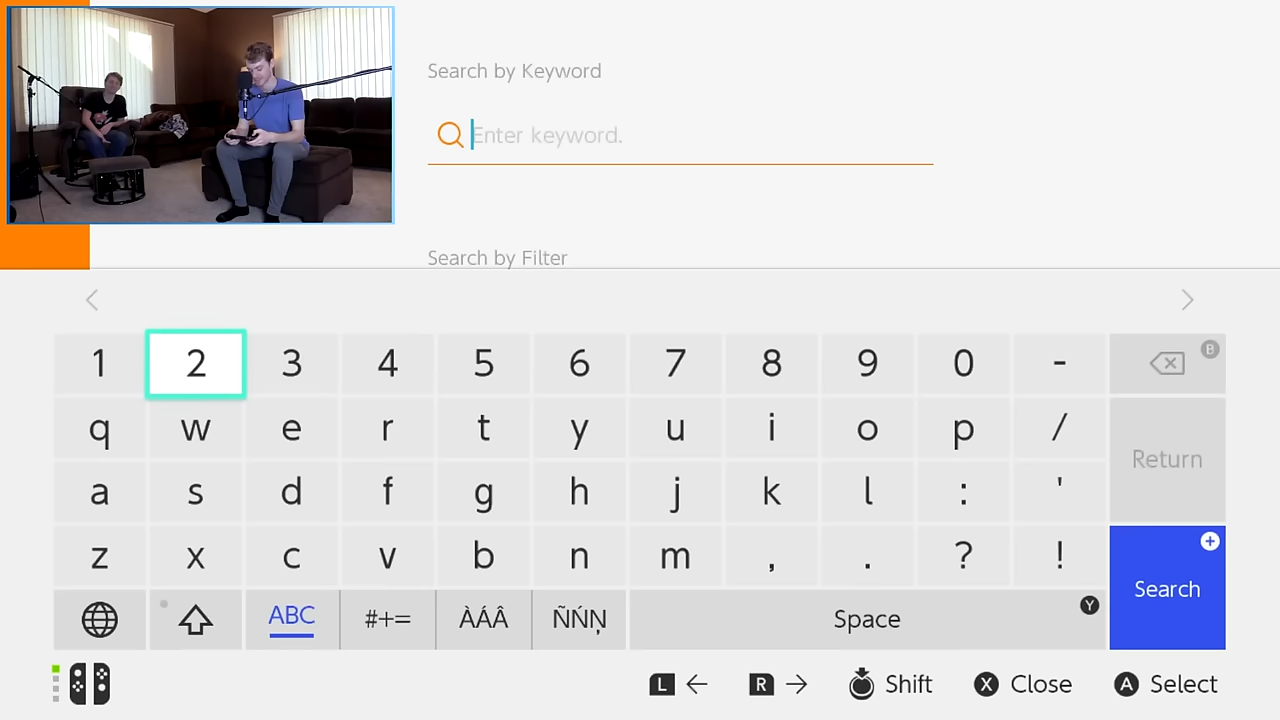 Search by Keyword
Enter keyword.
Search by Filter
1 2 3 4 5 6 7 8 9 0 -
B
q w e r t y u i o p /
Return
a s d f g h j k l : '
z x c v b n m , . ? !
+
Search
ABC #+= ÀÁÂ ÑŃŅ Space Y
L ← R → Shift X Close A Select